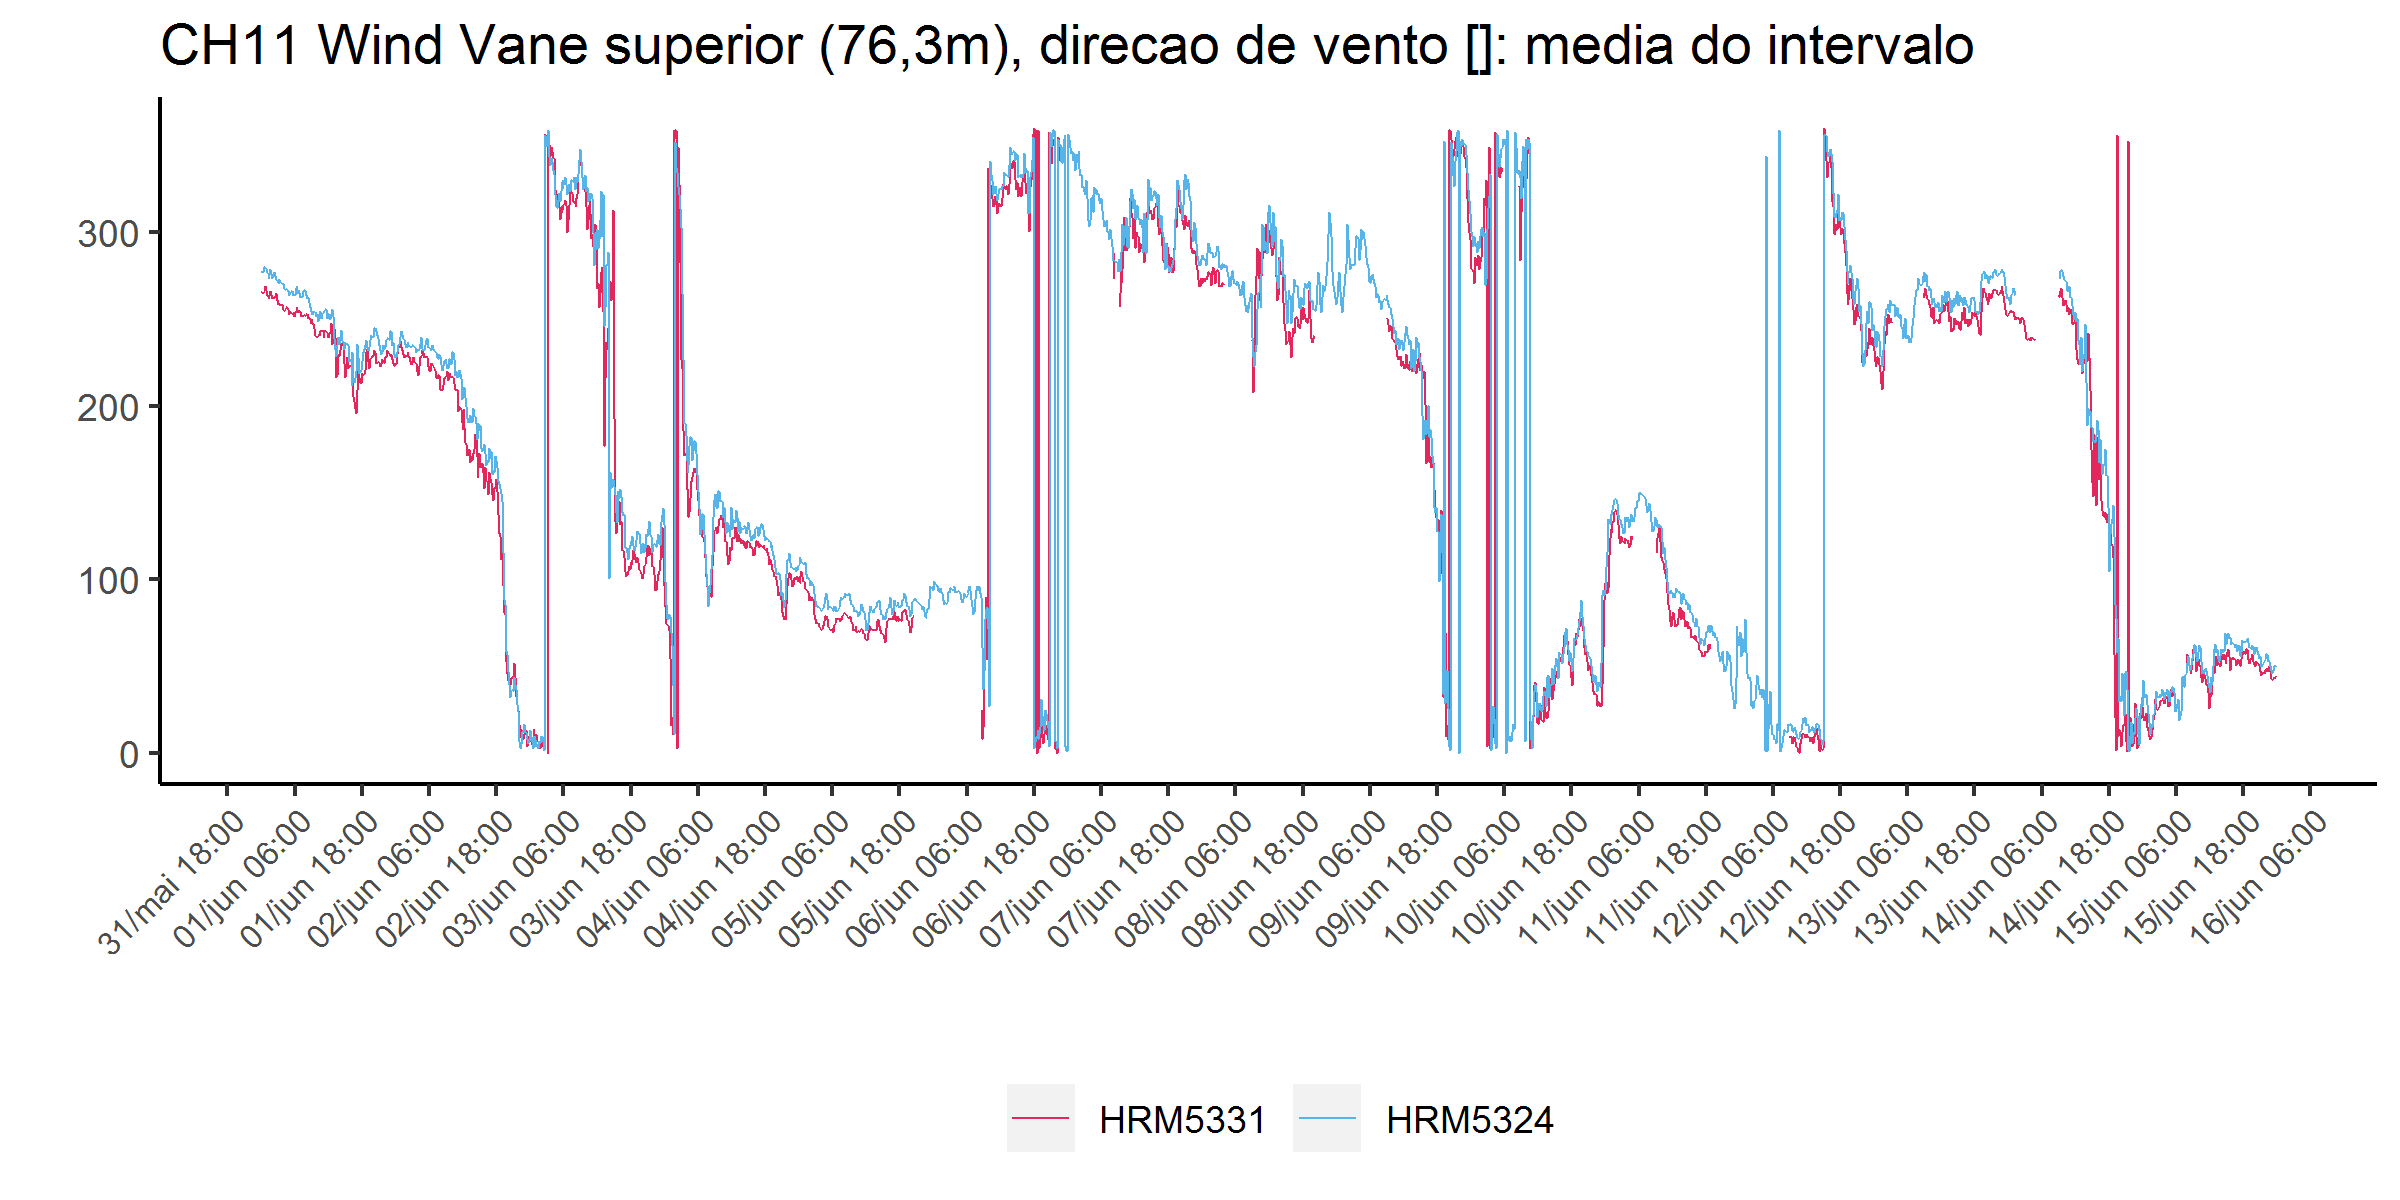 CH11 Wind Vane superior (76,3m), direcao de vento []: media do intervalo
300
200
100
0
31/mai 18:00
01/jun 06:00
01/jun 18:00
02/jun 06:00
02/jun 18:00
03/jun 06:00
03/jun 18:00
04/jun 06:00
04/jun 18:00
05/jun 06:00
05/jun 18:00
06/jun 06:00
06/jun 18:00
07/jun 06:00
07/jun 18:00
08/jun 06:00
08/jun 18:00
09/jun 06:00
09/jun 18:00
10/jun 06:00
10/jun 18:00
11/jun 06:00
11/jun 18:00
12/jun 06:00
12/jun 18:00
13/jun 06:00
13/jun 18:00
14/jun 06:00
14/jun 18:00
15/jun 06:00
15/jun 18:00
16/jun 06:00
HRM5331 HRM5324